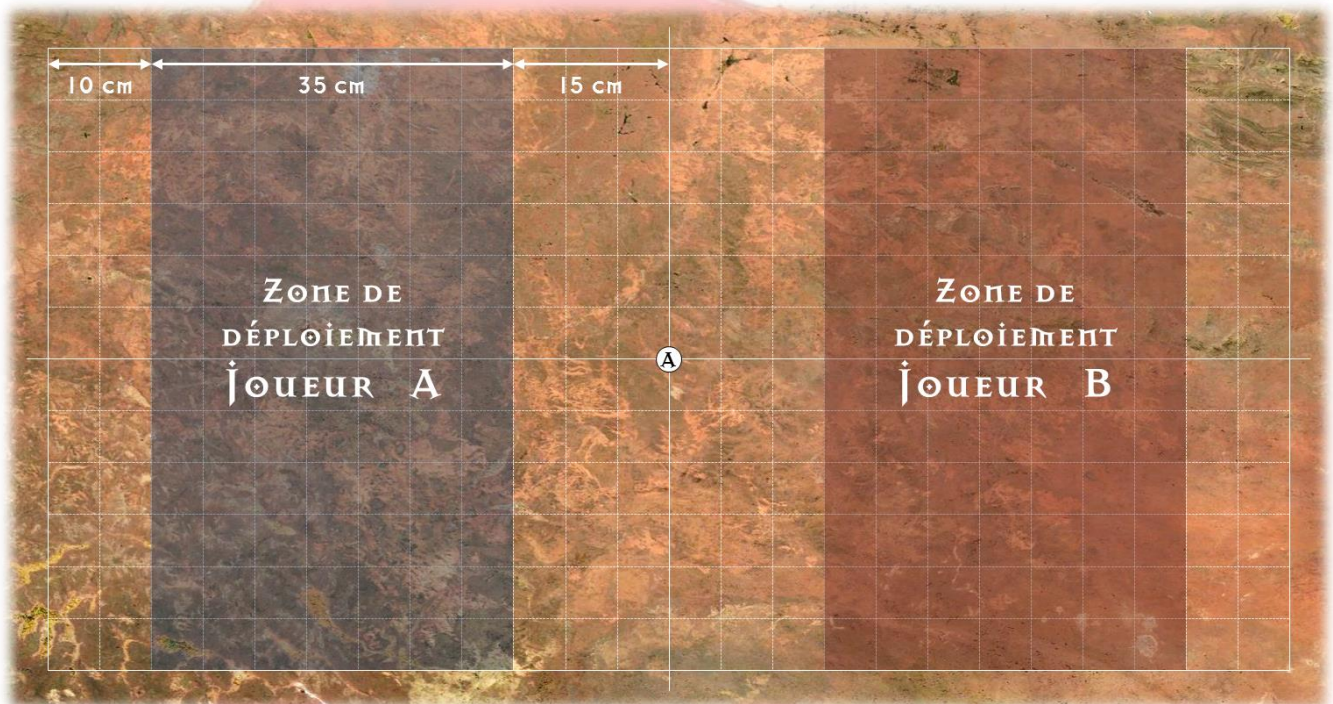 10 cm
35 cm
15 cm
Zone de
déploiement
Joueur A
A
Zone de
déploiement
Joueur B